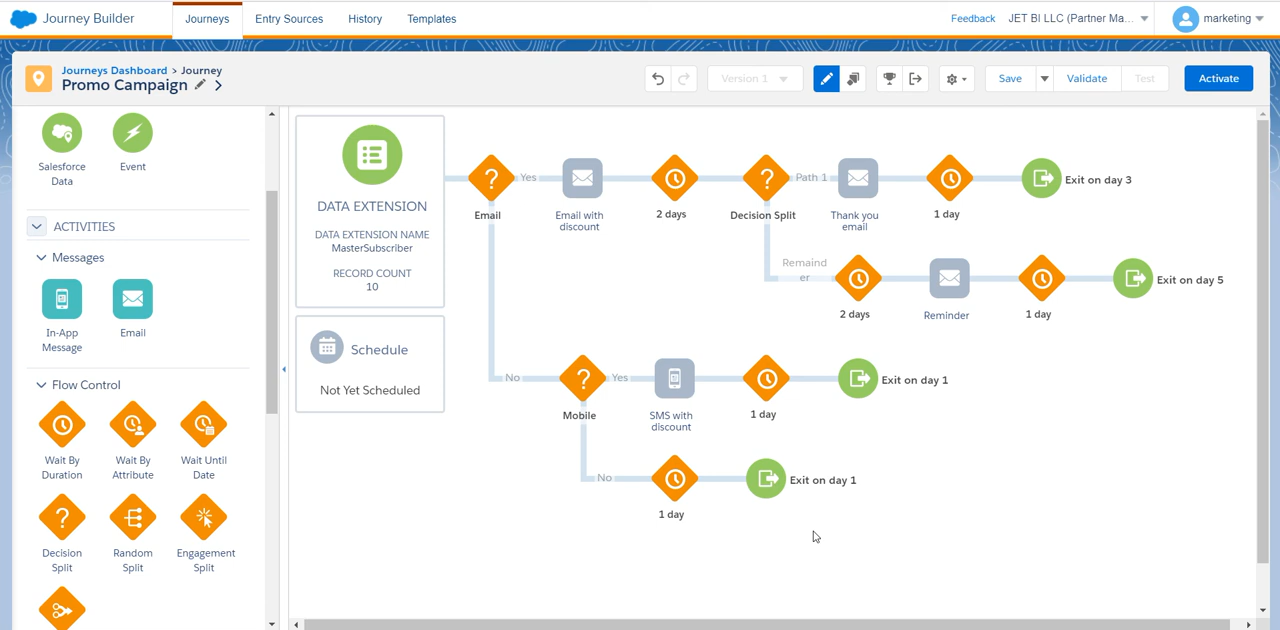 Journey Builder
Journeys
Entry Sources
History
Templates
Feedback
JET BI LLC (Partner Ma...
marketing
Journeys Dashboard > Journey
Promo Campaign
Version 1
Save
Validate
Test
Activate
Salesforce
Data
Event
ACTIVITIES
Messages
In-App
Message
Email
Flow Control
Wait By
Duration
Wait By
Attribute
Wait Until
Date
Decision
Split
Random
Split
Engagement
Split
DATA EXTENSION
DATA EXTENSION NAME
MasterSubscriber
RECORD COUNT
10
Schedule
Not Yet Scheduled
Email
Yes
Email with
discount
2 days
Decision Split
Path 1
Thank you
email
1 day
Exit on day 3
Remaind
er
2 days
Reminder
1 day
Exit on day 5
No
Mobile
Yes
SMS with
discount
1 day
Exit on day 1
No
1 day
Exit on day 1